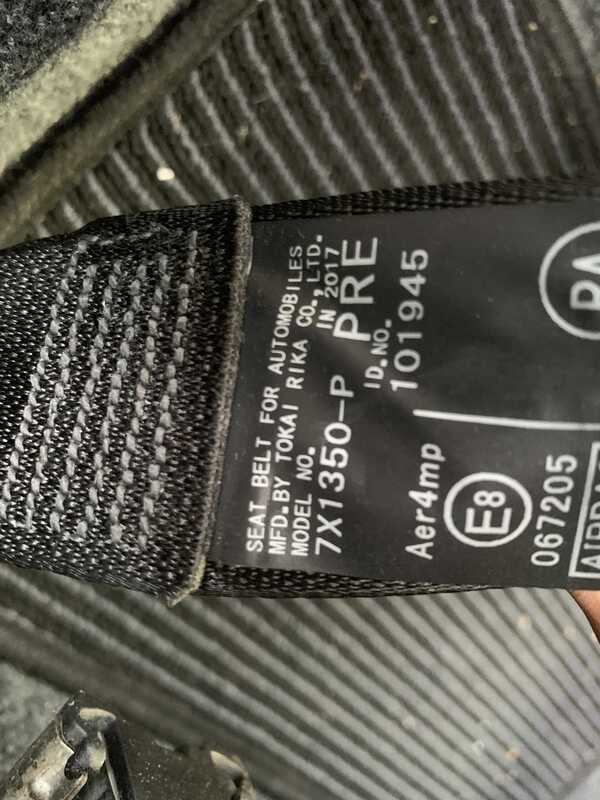 SEAT BELT FOR AUTOMOBILES
MFD.BY TOKAI RIKA CO.,LTD.
MODEL NO. IN 2017
7X1350-P PRE
ID.NO.
101945
Aer4mp
E8
067205